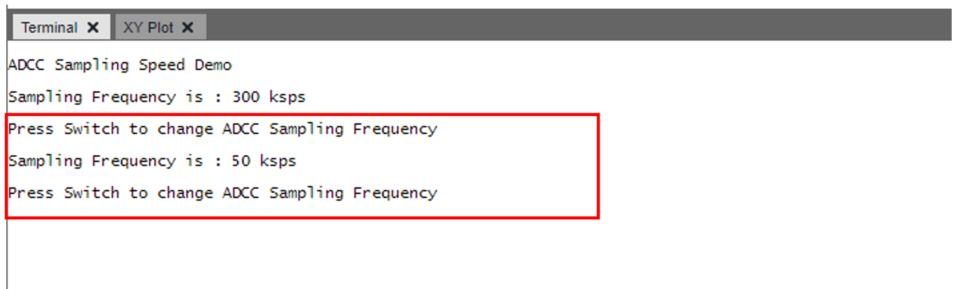 Terminal ✕ XY Plot ✕
ADCC Sampling Speed Demo
Sampling Frequency is : 300 ksps
Press Switch to change ADCC Sampling Frequency
Sampling Frequency is : 50 ksps
Press Switch to change ADCC Sampling Frequency